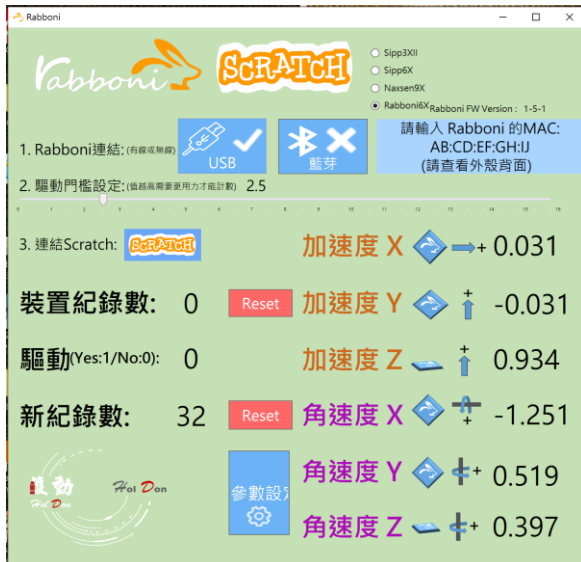 Rabboni
rabboni
SCRATCH
Sipp3XII
Sipp6X
Naxsen9X
Rabboni6X Rabboni FW Version : 1-5-1
1. Rabboni連結: (有線或無線)
USB
藍芽
請輸入 Rabboni 的MAC:
AB:CD:EF:GH:IJ
(請查看外殼背面)
2. 驅動門檻設定: (值越高需要更用力才能計數) 2.5
0 1 2 3 4 5 6 7 8 9 10 11 12 13 14 15 16
3. 連結Scratch: SCRATCH
加速度 X + 0.031
裝置紀錄數: 0 Reset
加速度 Y + -0.031
驅動(Yes:1/No:0): 0
加速度 Z + 0.934
新紀錄數: 32 Reset
角速度 X + -1.251
Hol Don
Hol Don
參數設
角速度 Y + 0.519
角速度 Z + 0.397